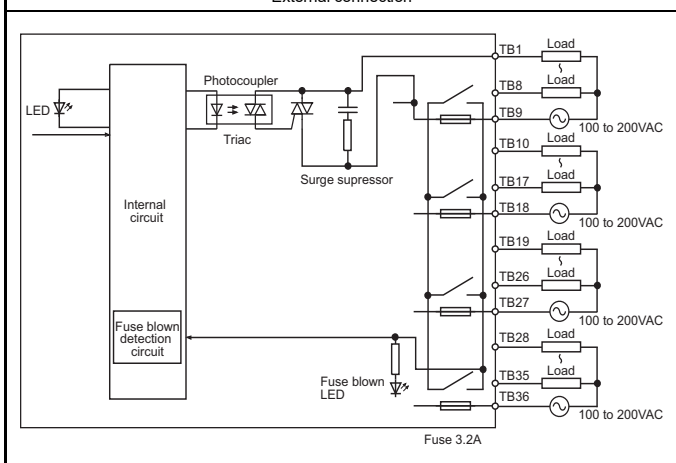 External connection
LED
Photocoupler
Triac
Surge supressor
Internal
circuit
Fuse blown
detection
circuit
Fuse blown
LED
Fuse 3.2A
TB1
Load
TB8
Load
TB9
100 to 200VAC
TB10
Load
TB17
Load
TB18
100 to 200VAC
TB19
Load
TB26
Load
TB27
100 to 200VAC
TB28
Load
TB35
Load
TB36
100 to 200VAC